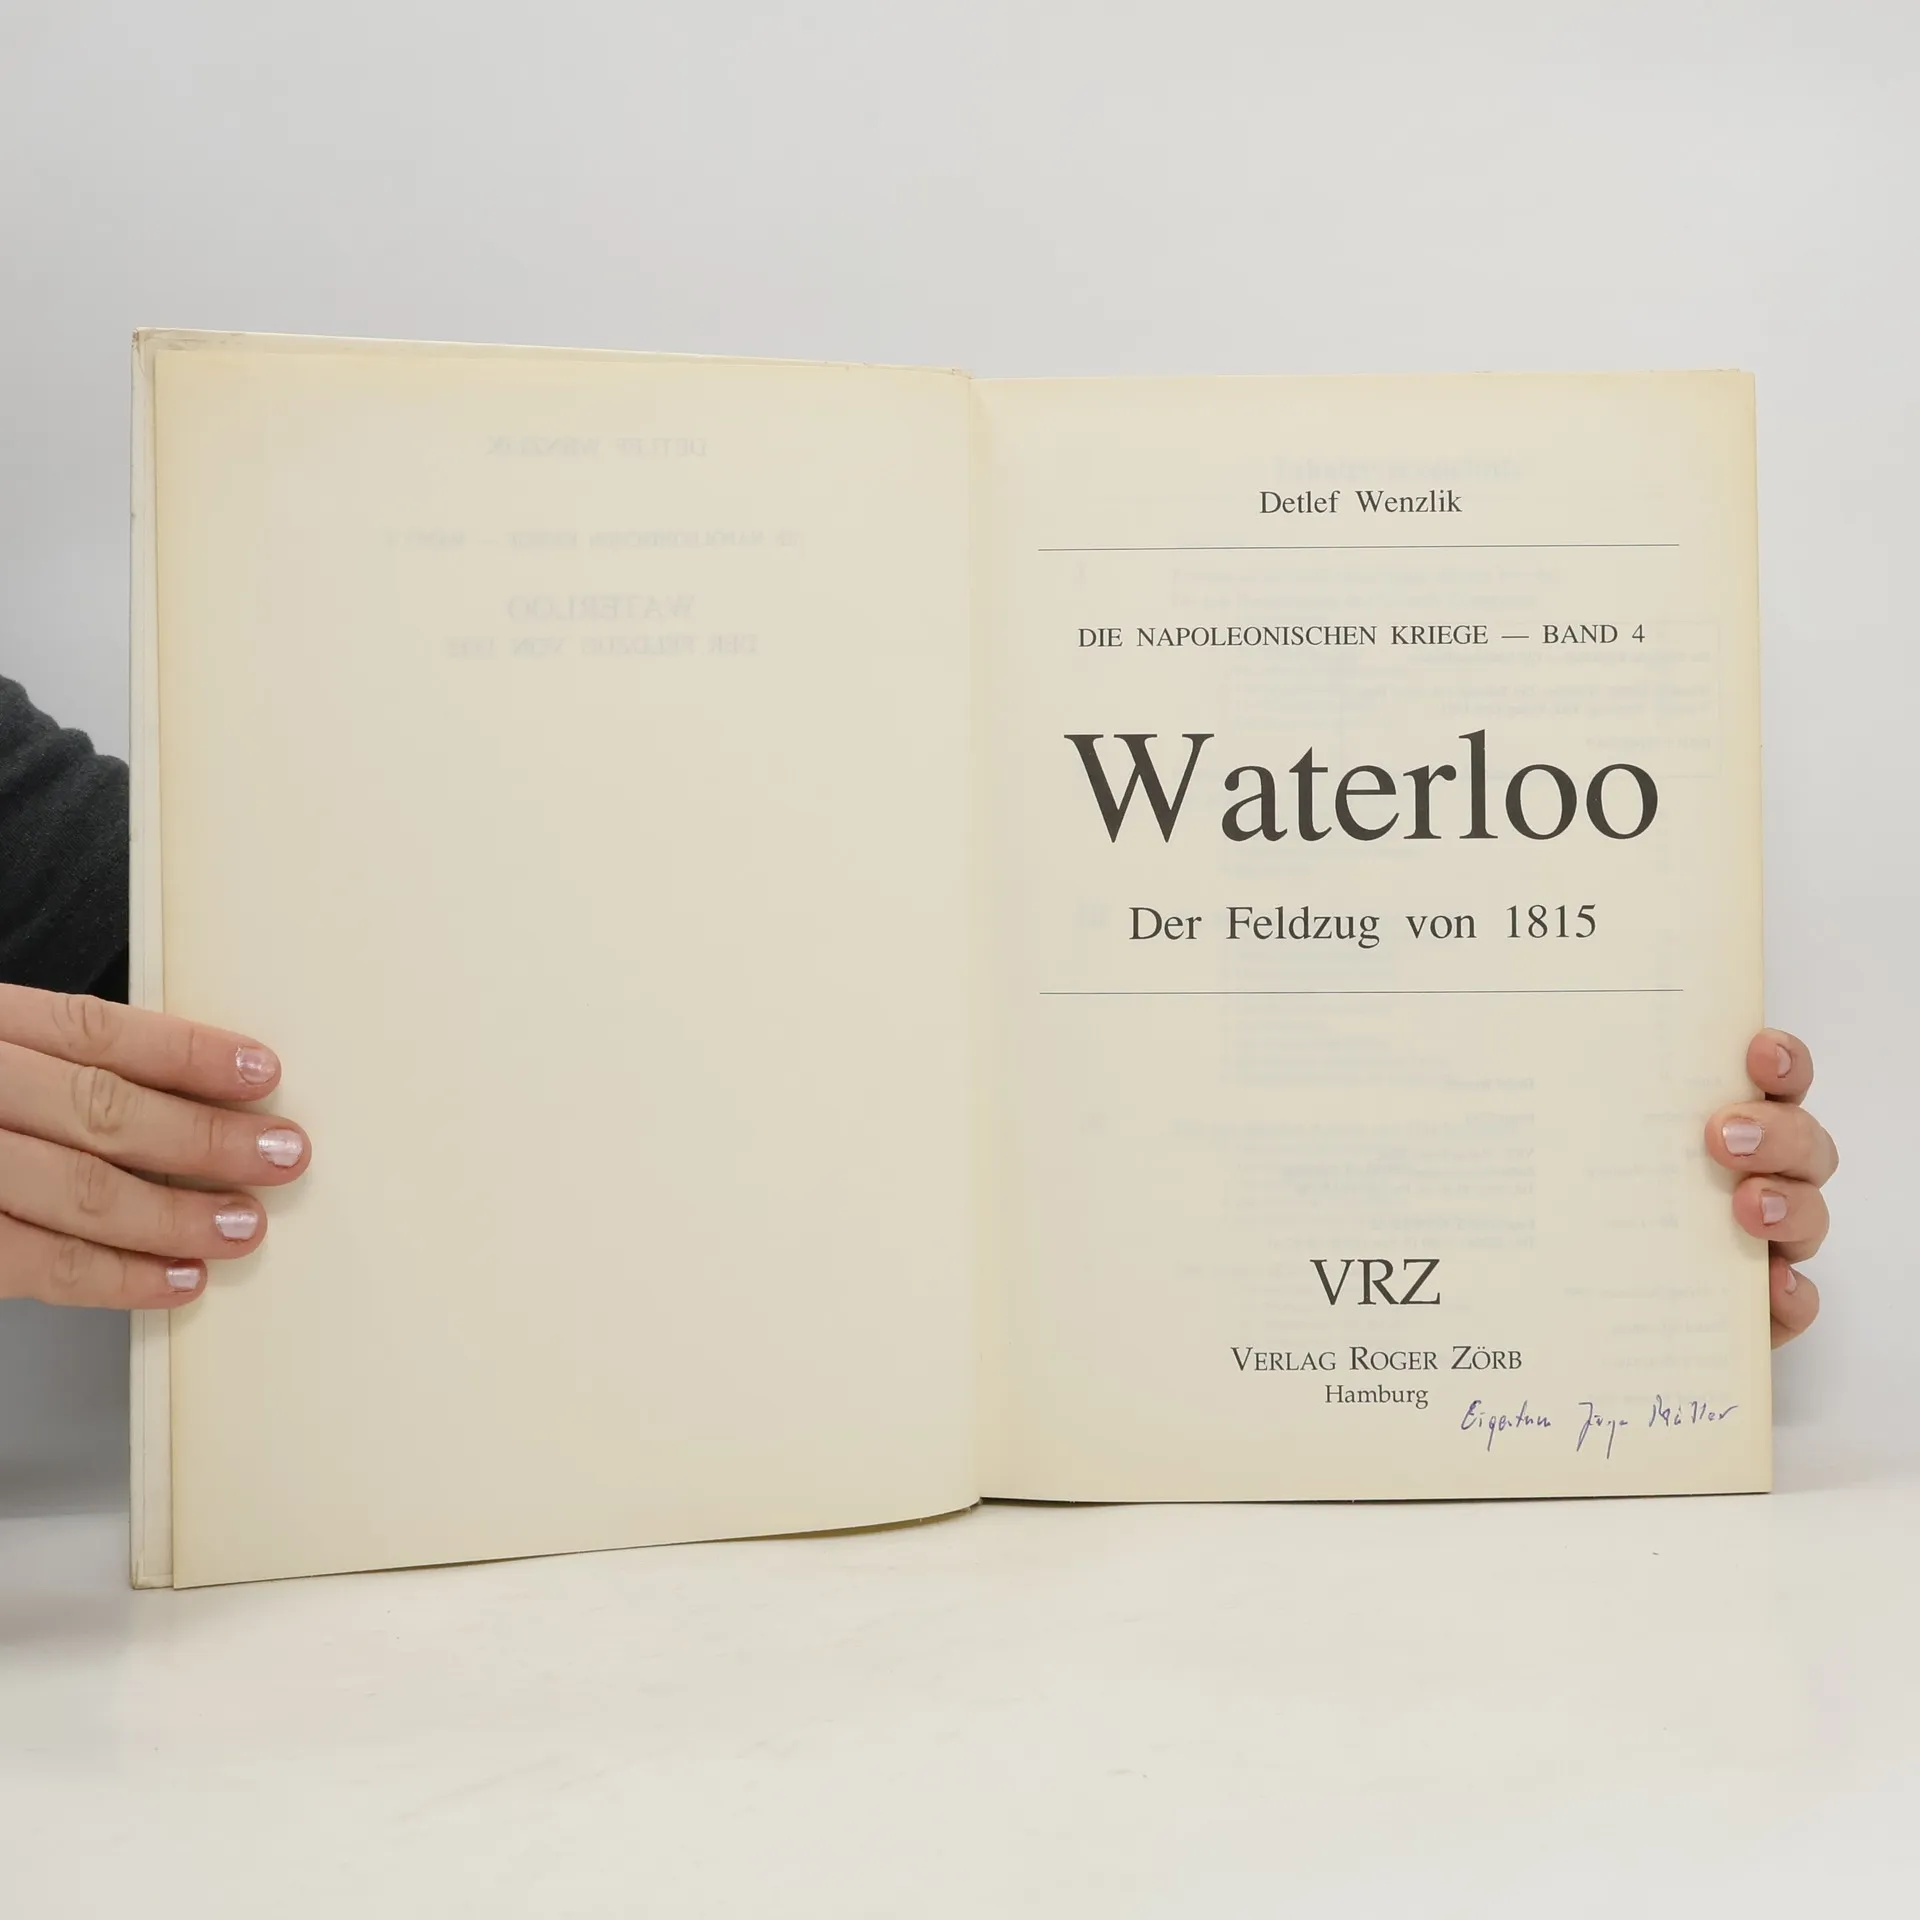 Detlef Wenzlik
DIE NAPOLEONISCHEN KRIEGE — BAND 4
Waterloo
Der Feldzug von 1815
VRZ
VERLAG ROGER ZÖRB
Hamburg
Eigentum